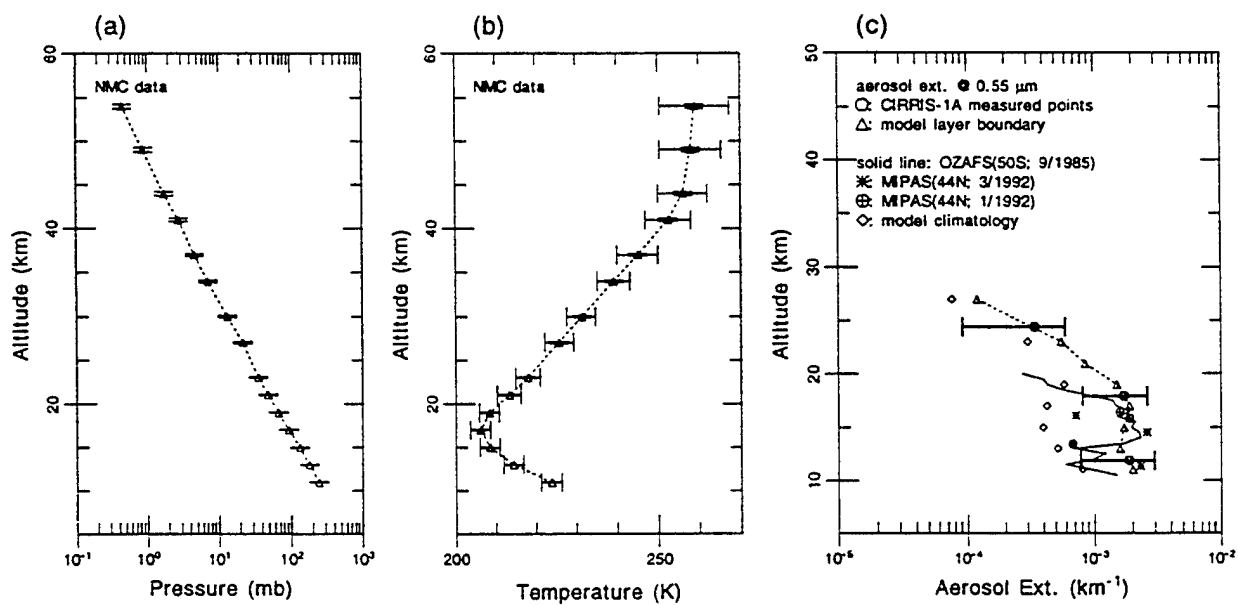 (a)
NMC data
60
40
20
Altitude (km)
10⁻¹ 10⁰ 10¹ 10² 10³
Pressure (mb)
(b)
NMC data
60
40
20
Altitude (km)
200 250
Temperature (K)
(c)
aerosol ext. @ 0.55 μm
O: CIRRIS-1A measured points
△: model layer boundary
solid line: OZAFS(50S; 9/1985)
✳: MIPAS(44N; 3/1992)
⊕: MIPAS(44N; 1/1992)
◇: model climatology
50
40
30
20
10
Altitude (km)
10⁻⁵ 10⁻⁴ 10⁻³ 10⁻²
Aerosol Ext. (km⁻¹)